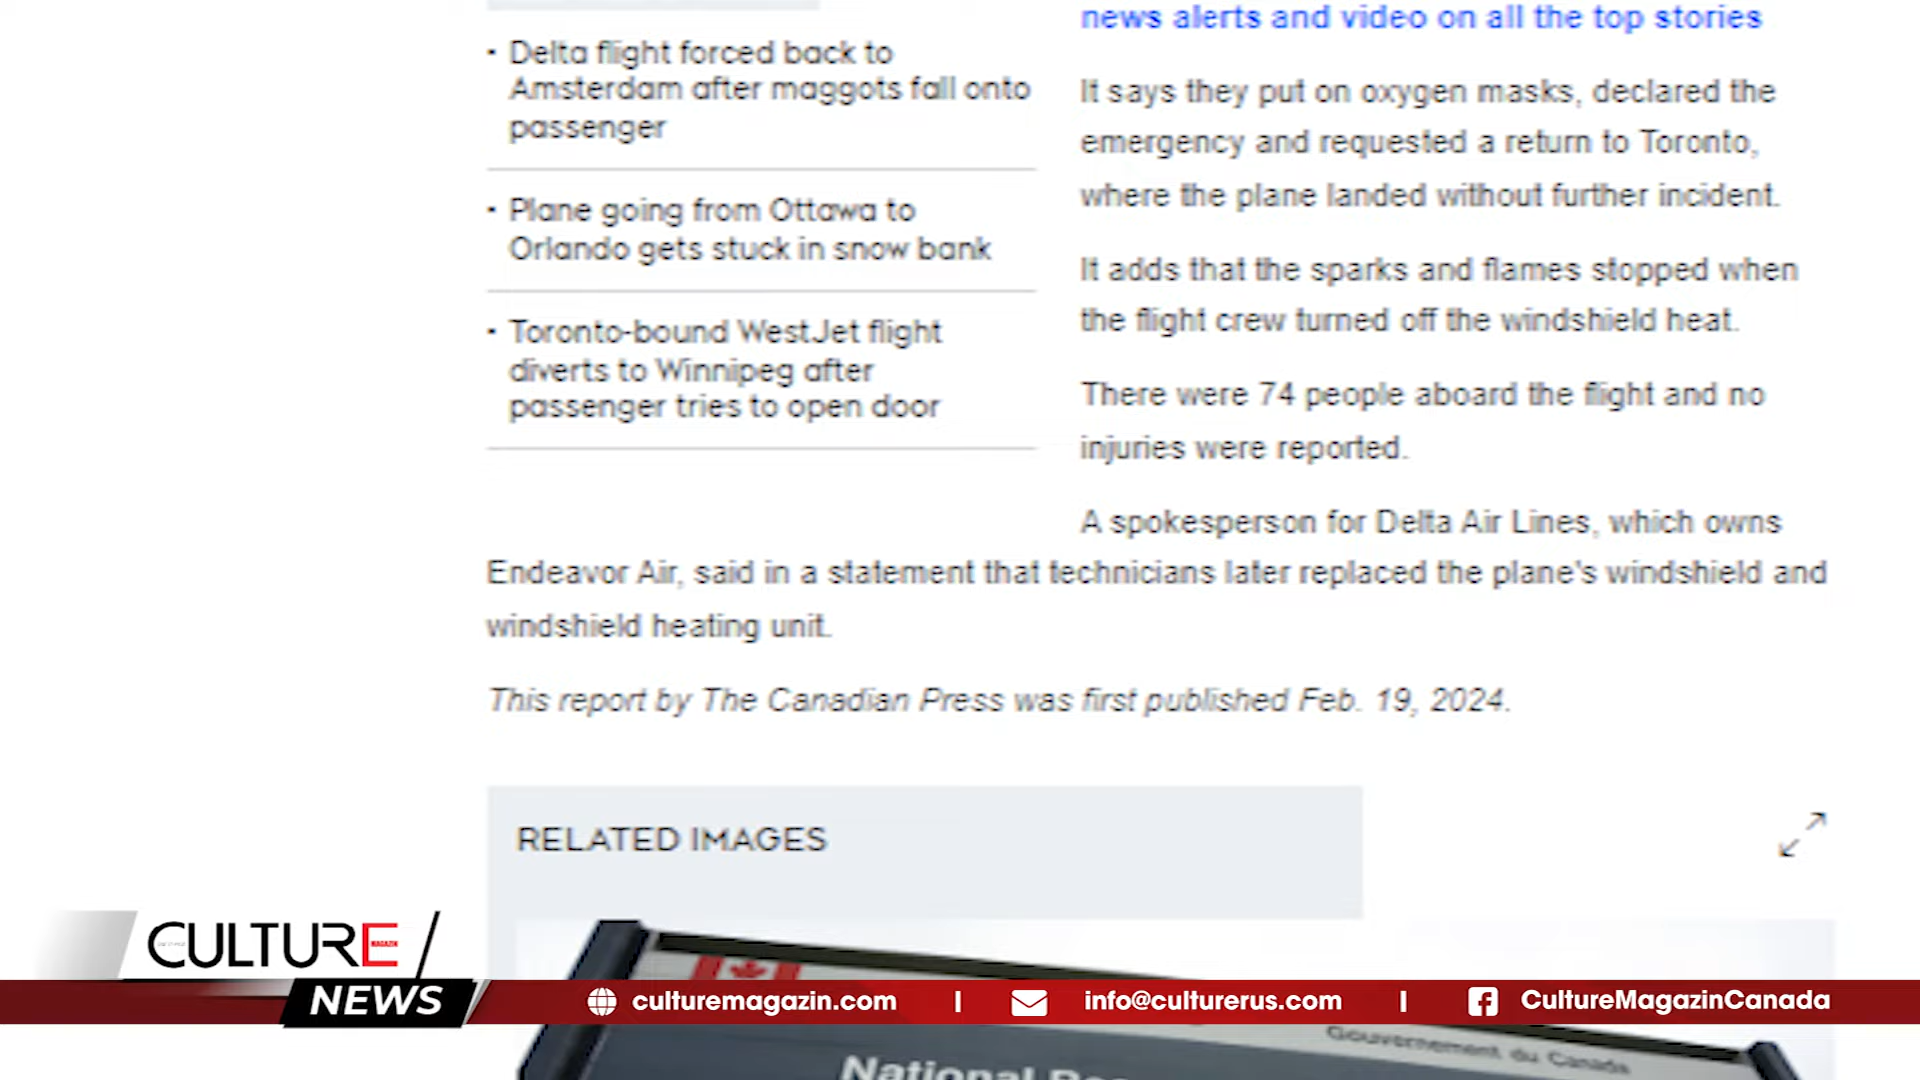 • Delta flight forced back to
Amsterdam after maggots fall onto
passenger
• Plane going from Ottawa to
Orlando gets stuck in snow bank
• Toronto-bound WestJet flight
diverts to Winnipeg after
passenger tries to open door
news alerts and video on all the top stories
It says they put on oxygen masks, declared the
emergency and requested a return to Toronto,
where the plane landed without further incident.
It adds that the sparks and flames stopped when
the flight crew turned off the windshield heat.
There were 74 people aboard the flight and no
injuries were reported.
A spokesperson for Delta Air Lines, which owns
Endeavor Air, said in a statement that technicians later replaced the plane's windshield and
windshield heating unit.
This report by The Canadian Press was first published Feb. 19, 2024.
RELATED IMAGES
CULTURE
MAGAZIN
NEWS
culturemagazin.com | info@culturerus.com | CultureMagazinCanada
Gouvernement du Canada
National